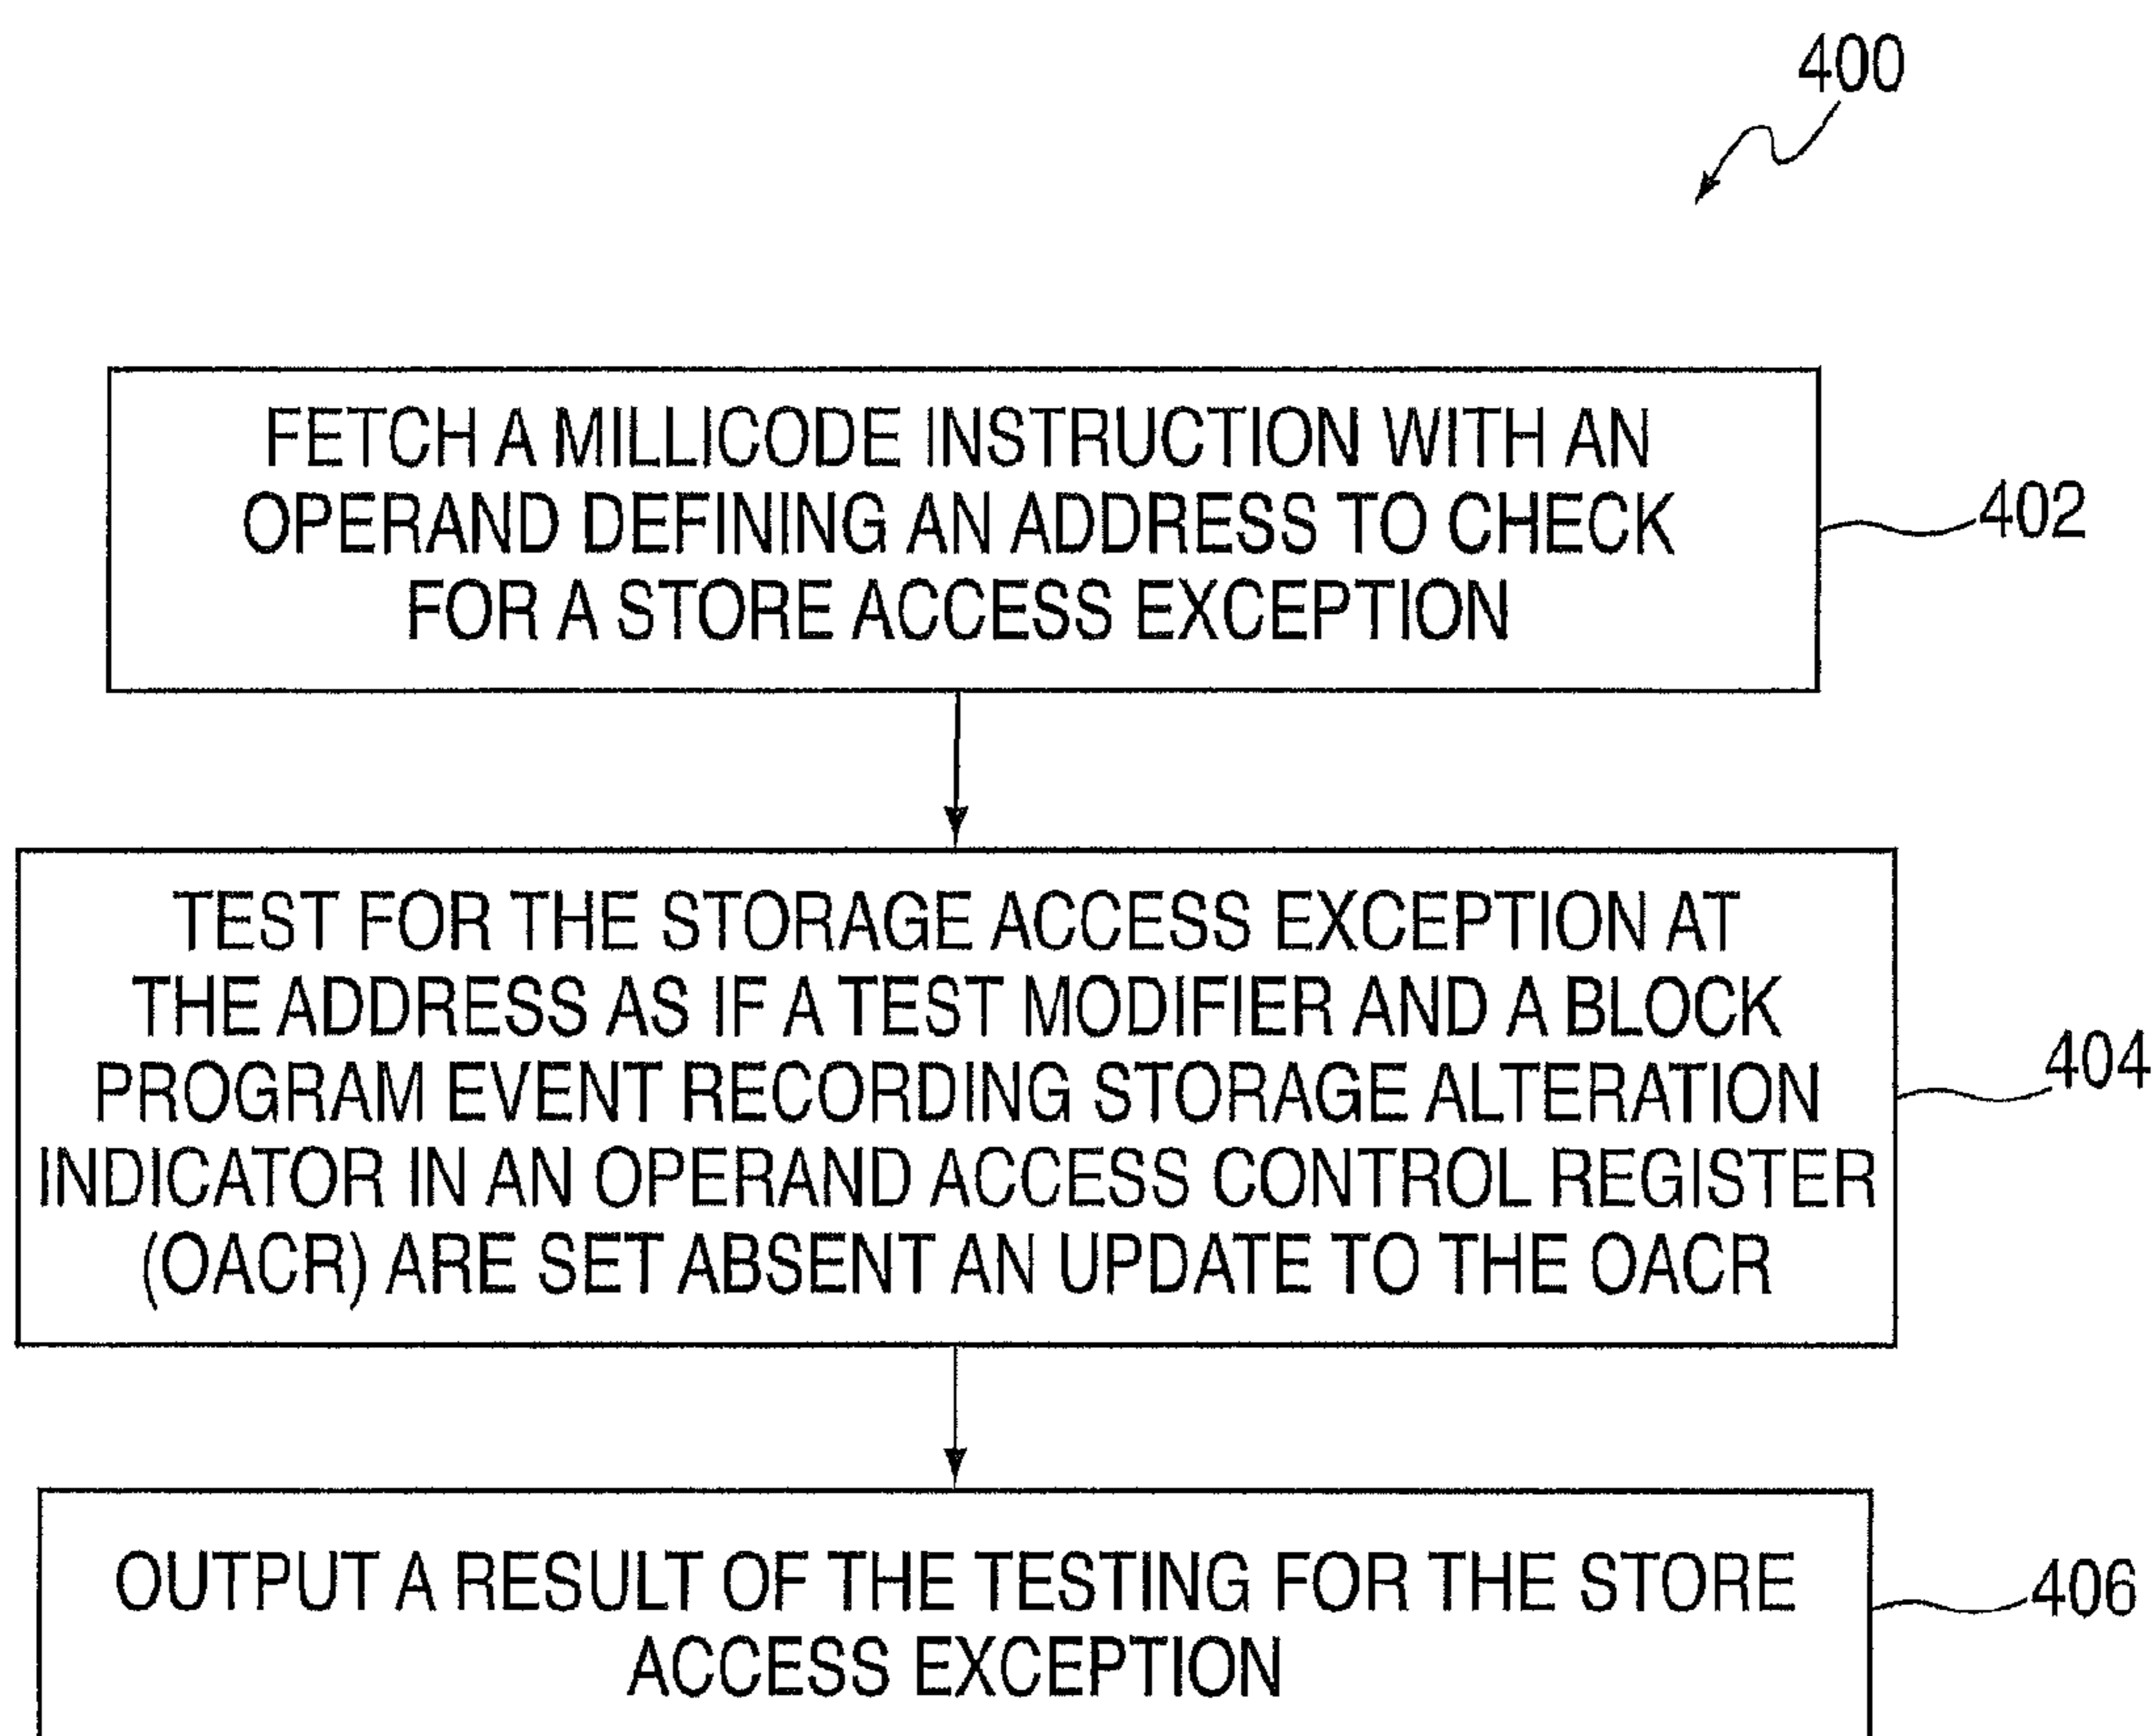 400
FETCH A MILLICODE INSTRUCTION WITH AN
OPERAND DEFINING AN ADDRESS TO CHECK
FOR A STORE ACCESS EXCEPTION
402
TEST FOR THE STORAGE ACCESS EXCEPTION AT
THE ADDRESS AS IF A TEST MODIFIER AND A BLOCK
PROGRAM EVENT RECORDING STORAGE ALTERATION
INDICATOR IN AN OPERAND ACCESS CONTROL REGISTER
(OACR) ARE SET ABSENT AN UPDATE TO THE OACR
404
OUTPUT A RESULT OF THE TESTING FOR THE STORE
ACCESS EXCEPTION
406